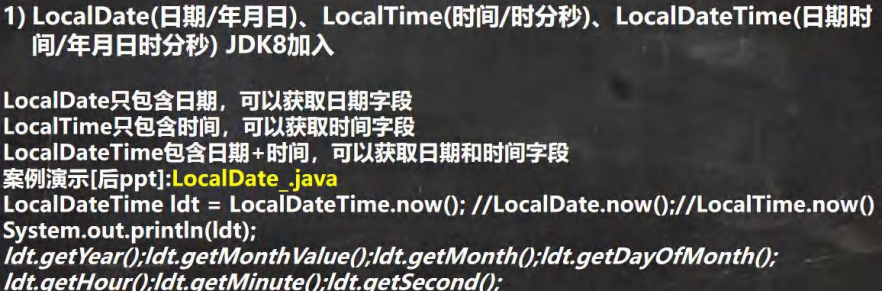 1) LocalDate(日期/年月日)、LocalTime(时间/时分秒)、LocalDateTime(日期时
间/年月日时分秒) JDK8加入
LocalDate只包含日期，可以获取日期字段
LocalTime只包含时间，可以获取时间字段
LocalDateTime包含日期+时间，可以获取日期和时间字段
案例演示[后ppt]:LocalDate_.java
LocalDateTime ldt = LocalDateTime.now(); //LocalDate.now();//LocalTime.now()
System.out.println(ldt);
ldt.getYear();ldt.getMonthValue();ldt.getMonth();ldt.getDayOfMonth();
ldt.getHour();ldt.getMinute();ldt.getSecond();